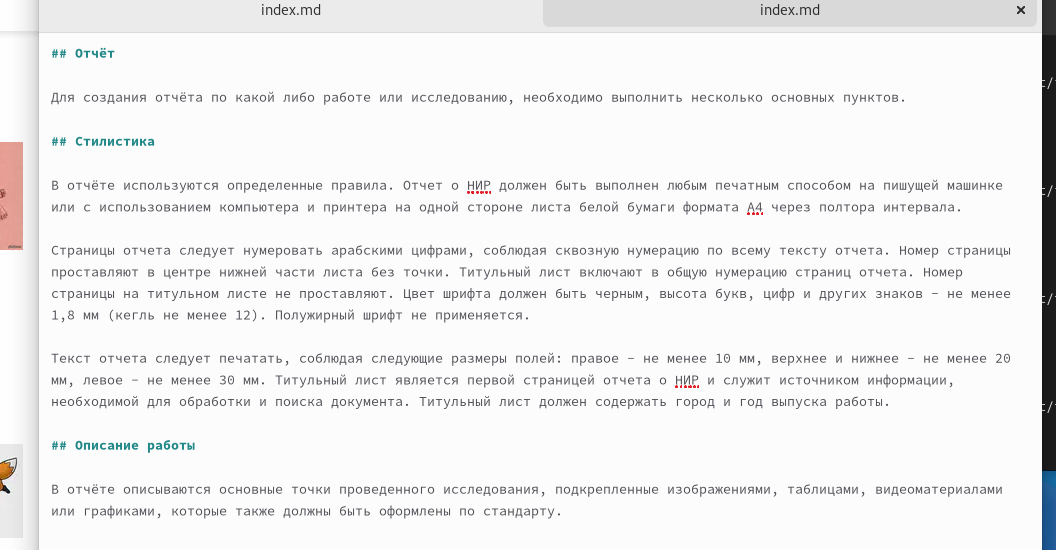 index.md
index.md
## Отчёт
Для создания отчёта по какой либо работе или исследованию, необходимо выполнить несколько основных пунктов.
## Стилистика
В отчёте используются определенные правила. Отчет о НИР должен быть выполнен любым печатным способом на пишущей машинке
или с использованием компьютера и принтера на одной стороне листа белой бумаги формата А4 через полтора интервала.
Страницы отчета следует нумеровать арабскими цифрами, соблюдая сквозную нумерацию по всему тексту отчета. Номер страницы
проставляют в центре нижней части листа без точки. Титульный лист включают в общую нумерацию страниц отчета. Номер
страницы на титульном листе не проставляют. Цвет шрифта должен быть черным, высота букв, цифр и других знаков – не менее
1,8 мм (кегль не менее 12). Полужирный шрифт не применяется.
Текст отчета следует печатать, соблюдая следующие размеры полей: правое – не менее 10 мм, верхнее и нижнее – не менее 20
мм, левое – не менее 30 мм. Титульный лист является первой страницей отчета о НИР и служит источником информации,
необходимой для обработки и поиска документа. Титульный лист должен содержать город и год выпуска работы.
## Описание работы
В отчёте описываются основные точки проведенного исследования, подкрепленные изображениями, таблицами, видеоматериалами
или графиками, которые также должны быть оформлены по стандарту.